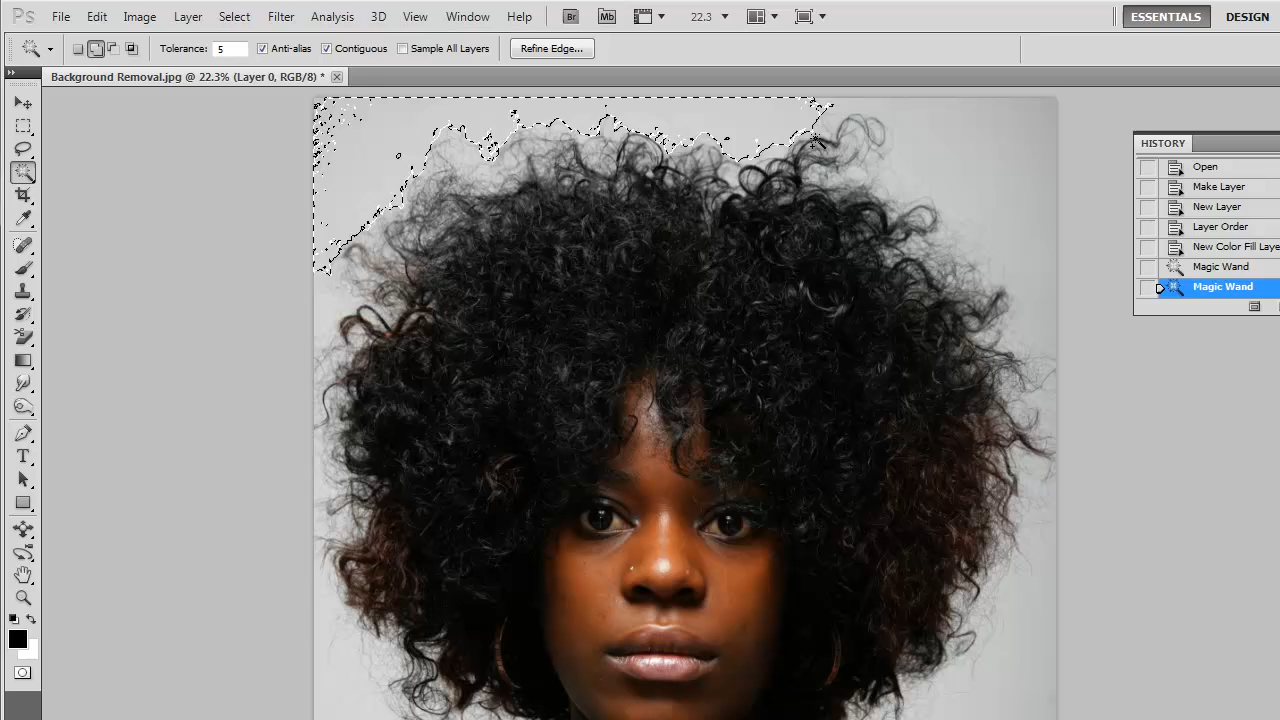 Ps File Edit Image Layer Select Filter Analysis 3D View Window Help Br Mb 22.3 ESSENTIALS DESIGN
Tolerance: 5 Anti-alias Contiguous Sample All Layers Refine Edge...
Background Removal.jpg @ 22.3% (Layer 0, RGB/8) *
HISTORY
Open
Make Layer
New Layer
Layer Order
New Color Fill Laye
Magic Wand
Magic Wand
T